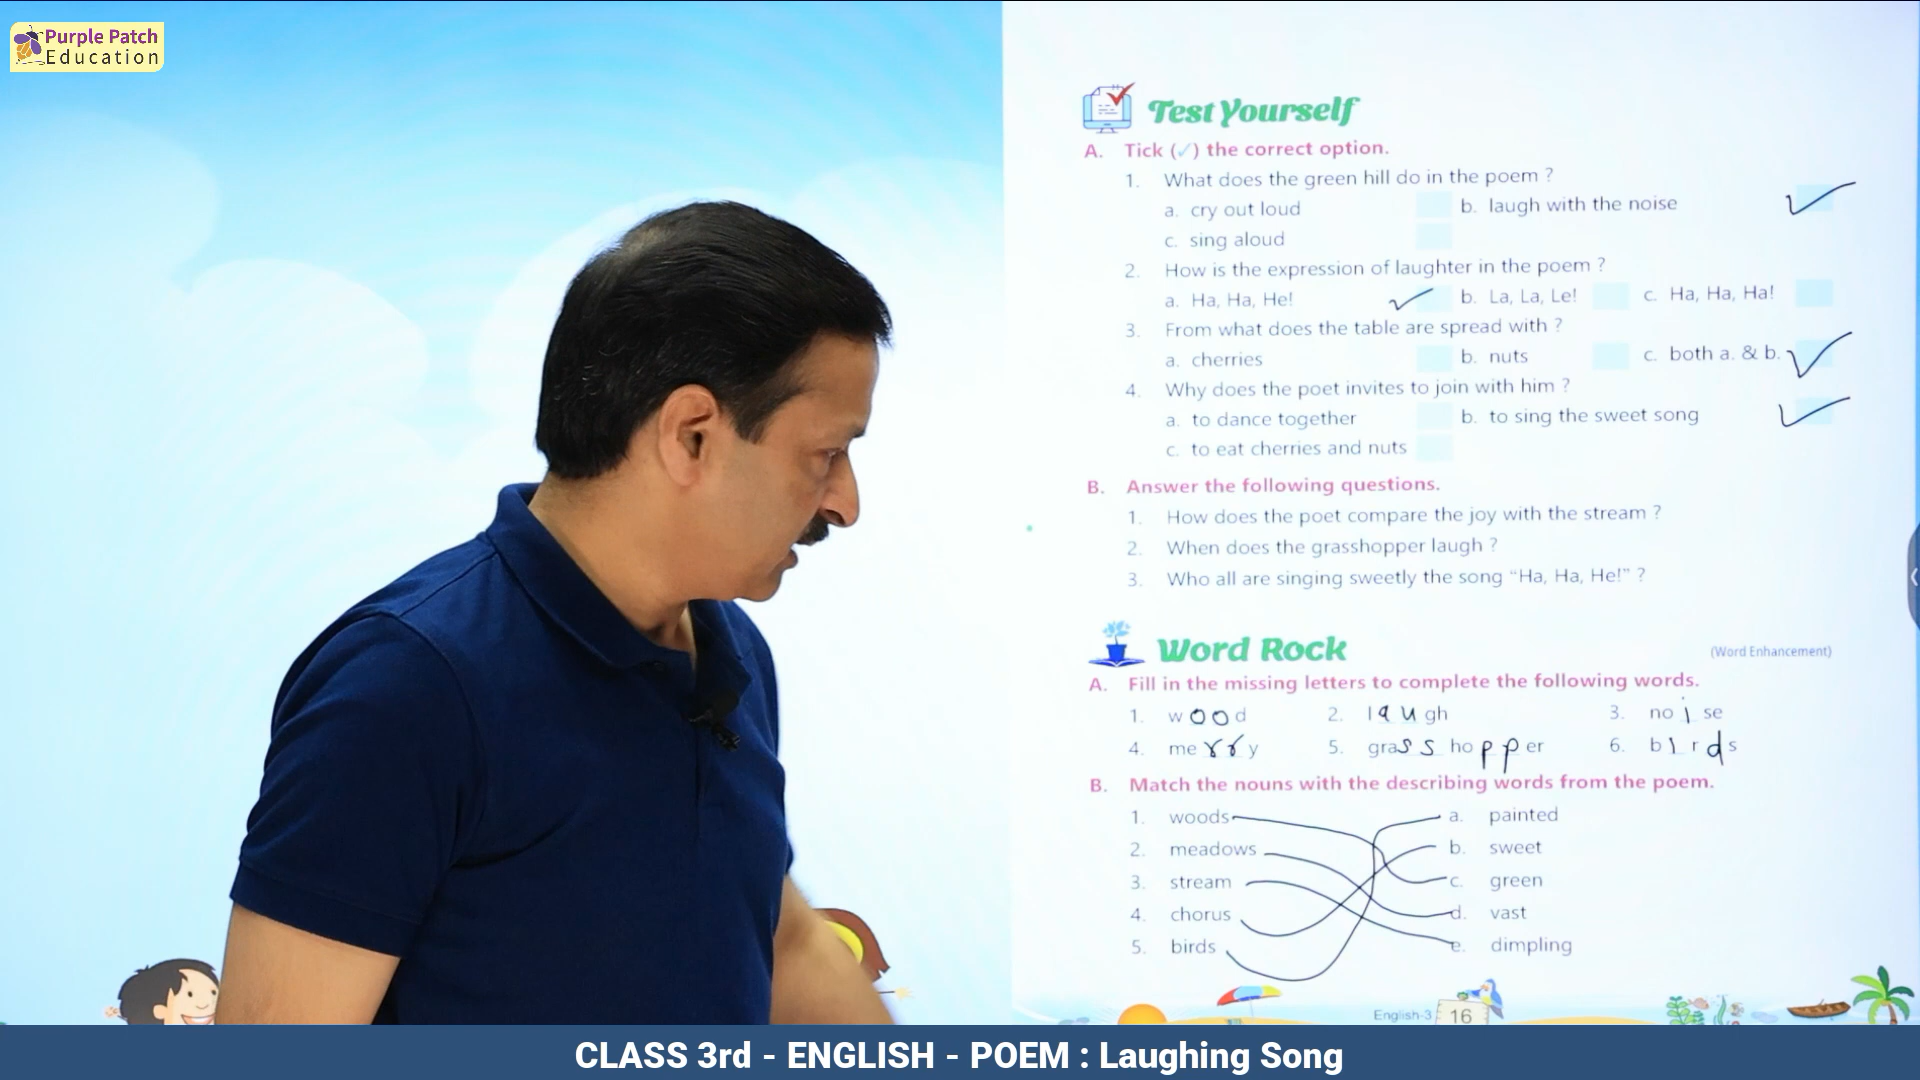 Purple Patch
Education
Test Yourself
A. Tick (✓) the correct option.
1. What does the green hill do in the poem ?
a. cry out loud b. laugh with the noise ✓
c. sing aloud
2. How is the expression of laughter in the poem ?
a. Ha, Ha, He! ✓ b. La, La, Le! c. Ha, Ha, Ha!
3. From what does the table are spread with ?
a. cherries b. nuts c. both a. & b. ✓
4. Why does the poet invites to join with him ?
a. to dance together b. to sing the sweet song ✓
c. to eat cherries and nuts
B. Answer the following questions.
1. How does the poet compare the joy with the stream ?
2. When does the grasshopper laugh ?
3. Who all are singing sweetly the song “Ha, Ha, He!” ?
Word Rock (Word Enhancement)
A. Fill in the missing letters to complete the following words.
1. wood 2. laugh 3. noise
4. merry 5. grasshopper 6. birds
B. Match the nouns with the describing words from the poem.
1. woods a. painted
2. meadows b. sweet
3. stream c. green
4. chorus d. vast
5. birds e. dimpling
English-3 16
CLASS 3rd - ENGLISH - POEM : Laughing Song